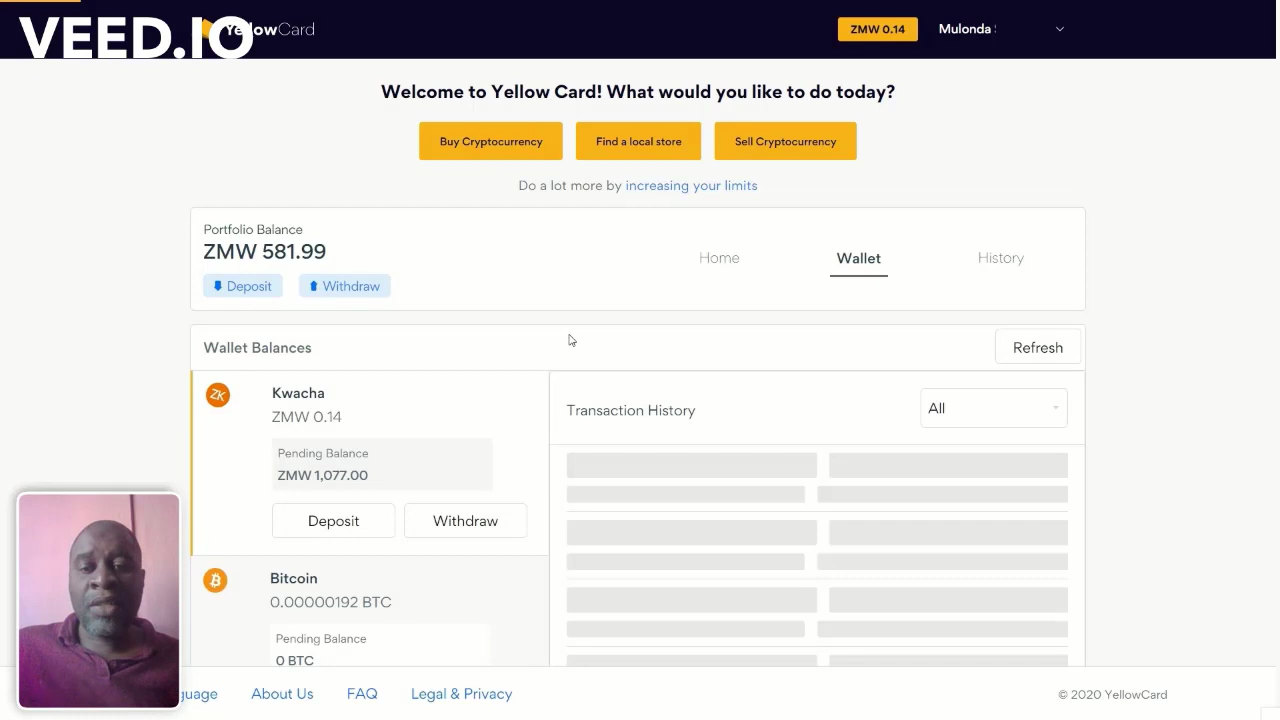 VEED.IO
YellowCard
ZMW 0.14
Mulonda
Welcome to Yellow Card! What would you like to do today?
Buy Cryptocurrency
Find a local store
Sell Cryptocurrency
Do a lot more by increasing your limits
Portfolio Balance
ZMW 581.99
Deposit
Withdraw
Home
Wallet
History
Wallet Balances
Refresh
ZK
Kwacha
ZMW 0.14
Pending Balance
ZMW 1,077.00
Deposit
Withdraw
Transaction History
All
Bitcoin
0.00000192 BTC
Pending Balance
0 BTC
guage
About Us
FAQ
Legal & Privacy
© 2020 YellowCard